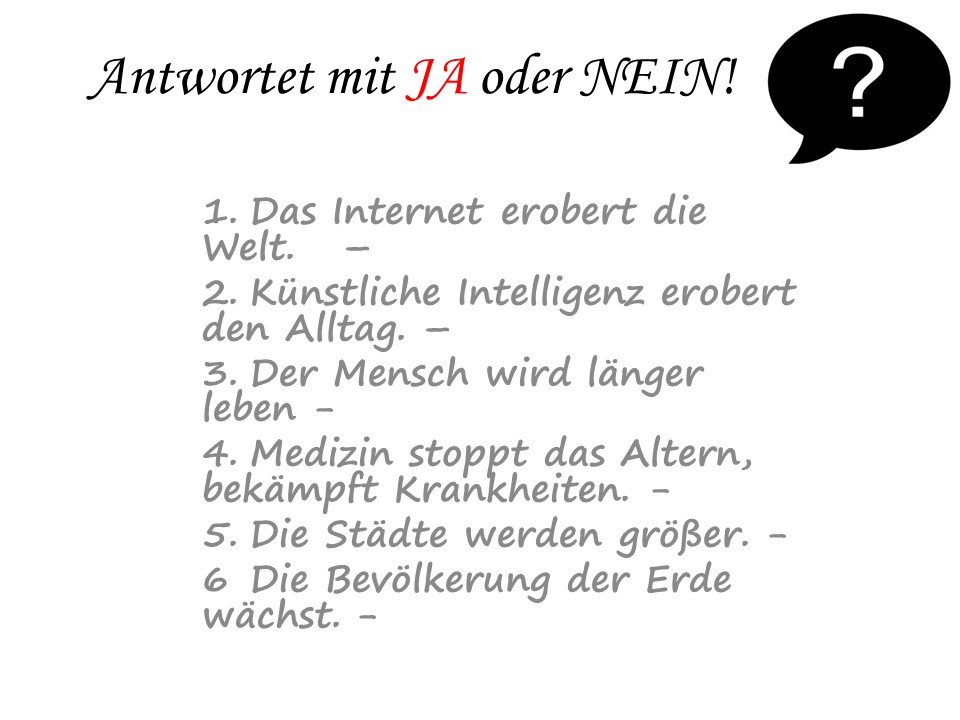 Antwortet mit JA oder NEIN!
?
1. Das Internet erobert die
Welt. –
2. Künstliche Intelligenz erobert
den Alltag. –
3. Der Mensch wird länger
leben -
4. Medizin stoppt das Altern,
bekämpft Krankheiten. -
5. Die Städte werden größer. -
6 Die Bevölkerung der Erde
wächst. -